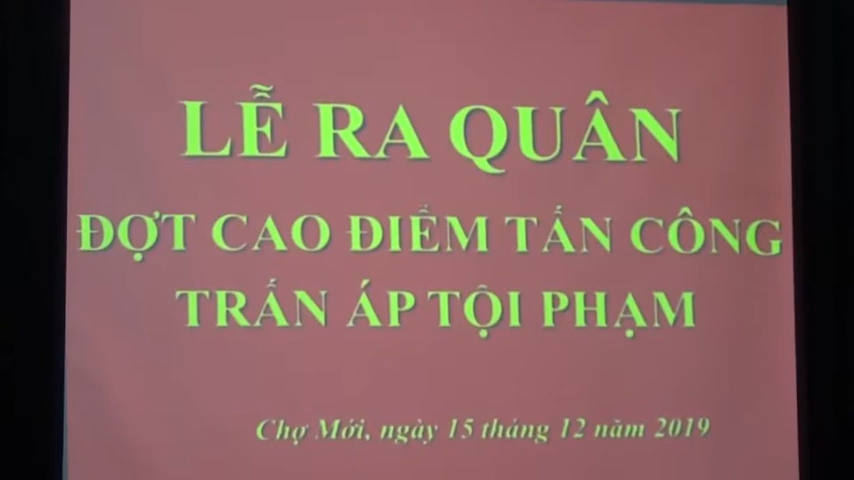 LỄ RA QUÂN
ĐỢT CAO ĐIỂM TẤN CÔNG
TRẤN ÁP TỘI PHẠM
Chợ Mới, ngày 15 tháng 12 năm 2019